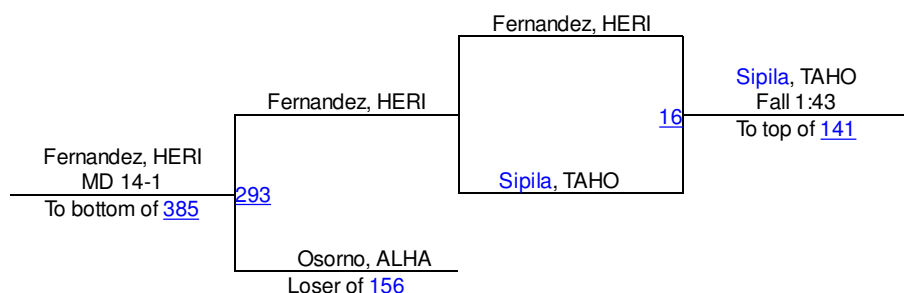 Fernandez, HERI
Sipila, TAHO
Fall 1:43
16
To top of 141
Fernandez, HERI
Fernandez, HERI
MD 14-1
To bottom of 385
293
Sipila, TAHO
Osorno, ALHA
Loser of 156